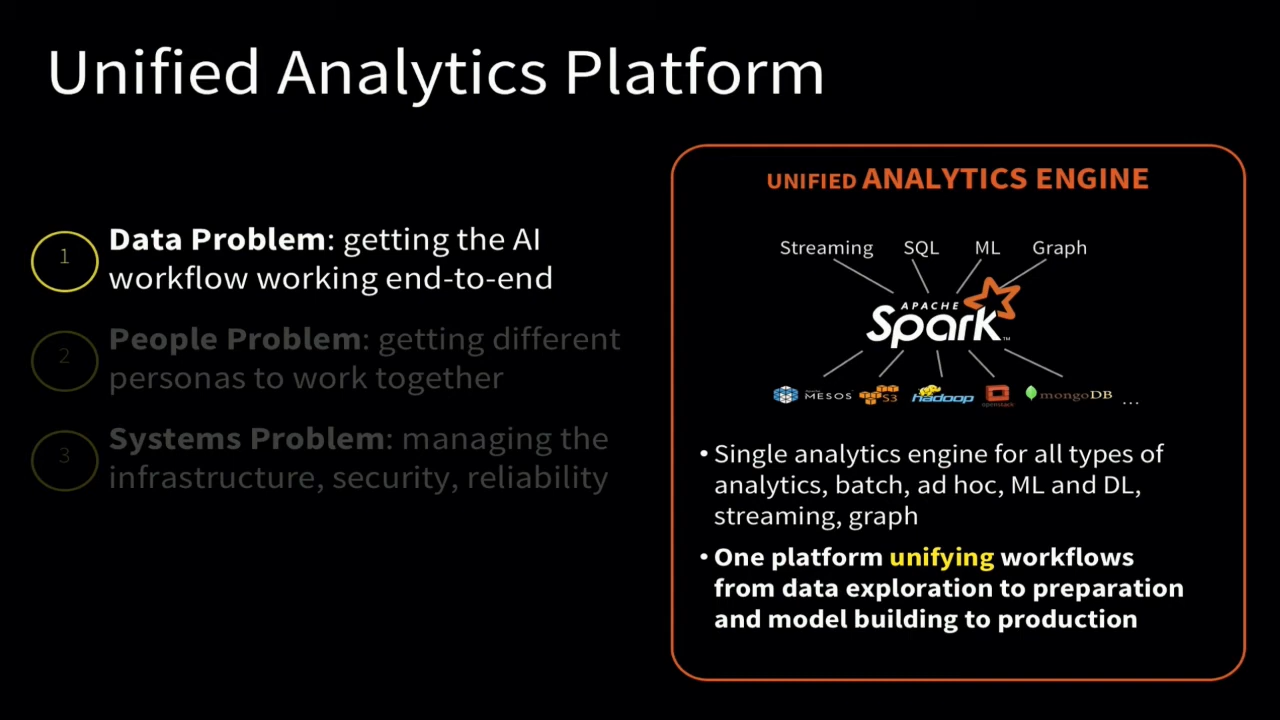 Unified Analytics Platform
1
Data Problem: getting the AI
workflow working end-to-end
2
People Problem: getting different
personas to work together
3
Systems Problem: managing the
infrastructure, security, reliability
UNIFIED ANALYTICS ENGINE
Streaming SQL ML Graph
APACHE
Spark™
MESOS S3 hadoop openstack mongoDB ...
• Single analytics engine for all types of
analytics, batch, ad hoc, ML and DL,
streaming, graph
• One platform unifying workflows
from data exploration to preparation
and model building to production